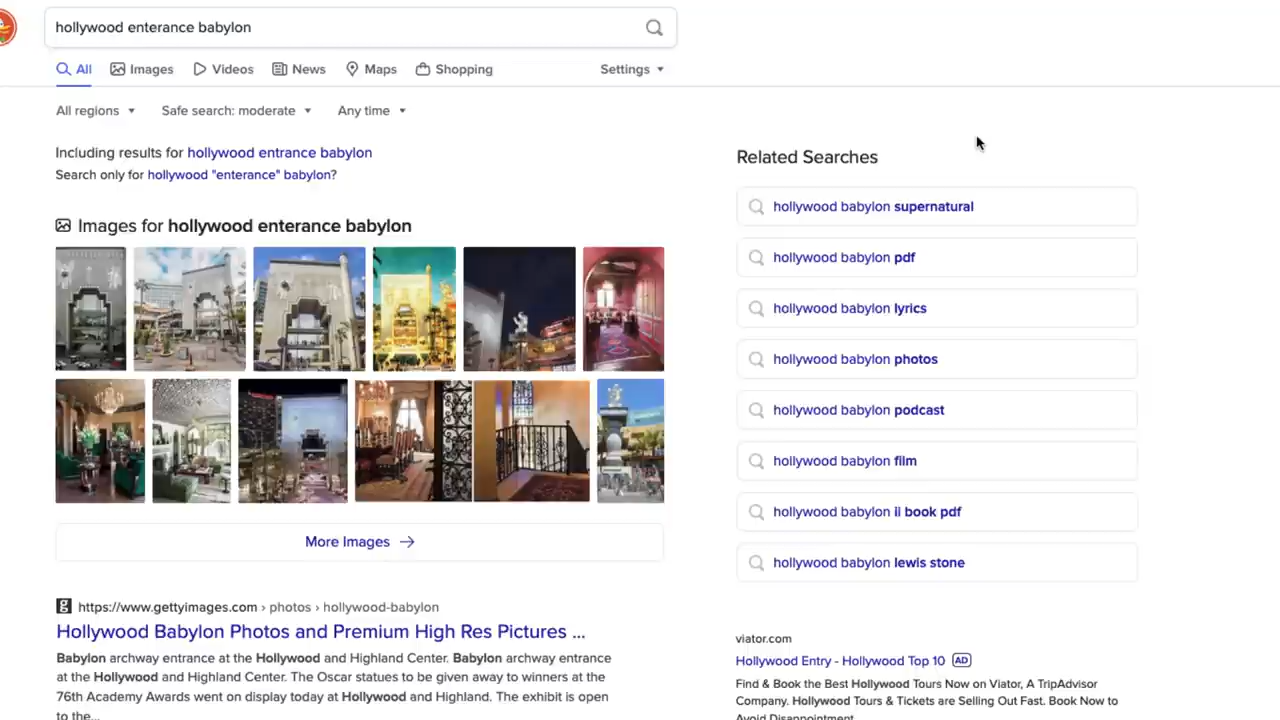 hollywood enterance babylon
All Images Videos News Maps Shopping Settings
All regions Safe search: moderate Any time
Including results for hollywood entrance babylon
Search only for hollywood "enterance" babylon?
Images for hollywood enterance babylon
More Images
https://www.gettyimages.com › photos › hollywood-babylon
Hollywood Babylon Photos and Premium High Res Pictures ...
Babylon archway entrance at the Hollywood and Highland Center. Babylon archway entrance
at the Hollywood and Highland Center. The Oscar statues to be given away to winners at the
76th Academy Awards went on display today at Hollywood and Highland. The exhibit is open
to the...
Related Searches
hollywood babylon supernatural
hollywood babylon pdf
hollywood babylon lyrics
hollywood babylon photos
hollywood babylon podcast
hollywood babylon film
hollywood babylon ii book pdf
hollywood babylon lewis stone
viator.com
Hollywood Entry - Hollywood Top 10 AD
Find & Book the Best Hollywood Tours Now on Viator, A TripAdvisor
Company. Hollywood Tours & Tickets are Selling Out Fast. Book Now to
Avoid Disappointment